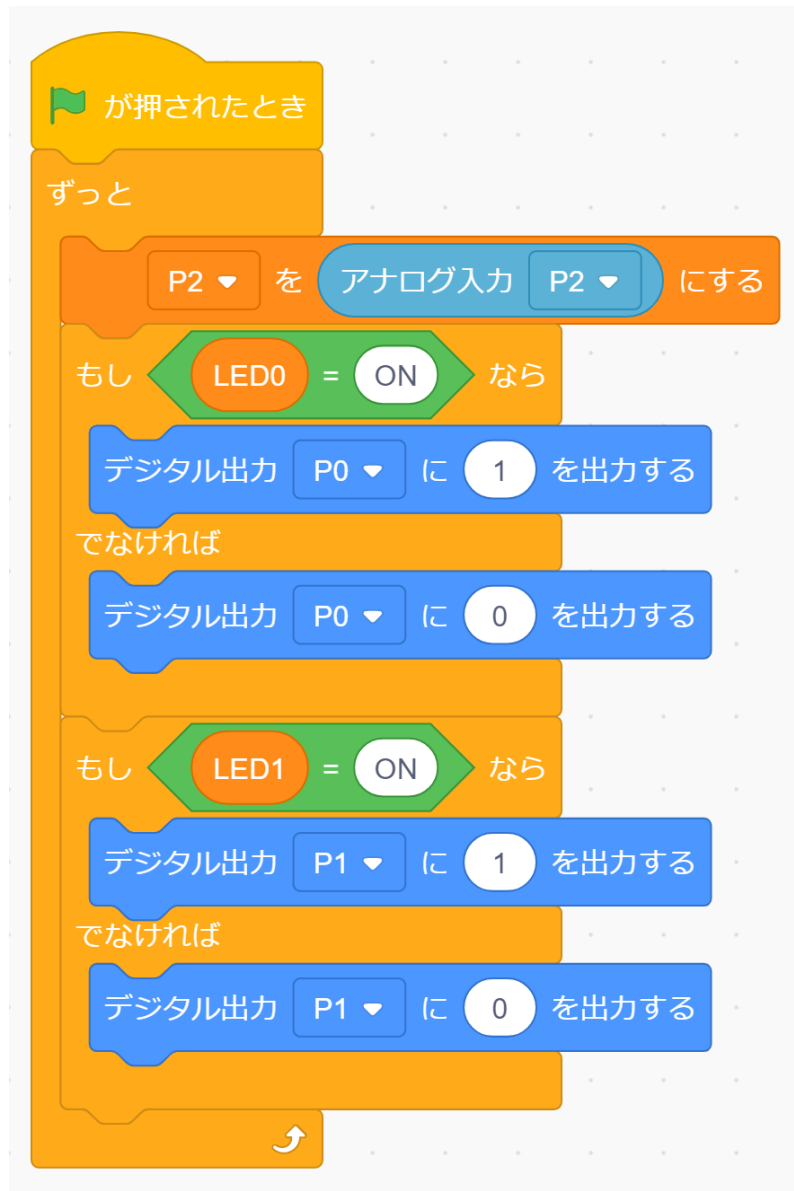 が押されたとき
ずっと
P2 を アナログ入力 P2 にする
もし LED0 = ON なら
デジタル出力 P0 に 1 を出力する
でなければ
デジタル出力 P0 に 0 を出力する
もし LED1 = ON なら
デジタル出力 P1 に 1 を出力する
でなければ
デジタル出力 P1 に 0 を出力する